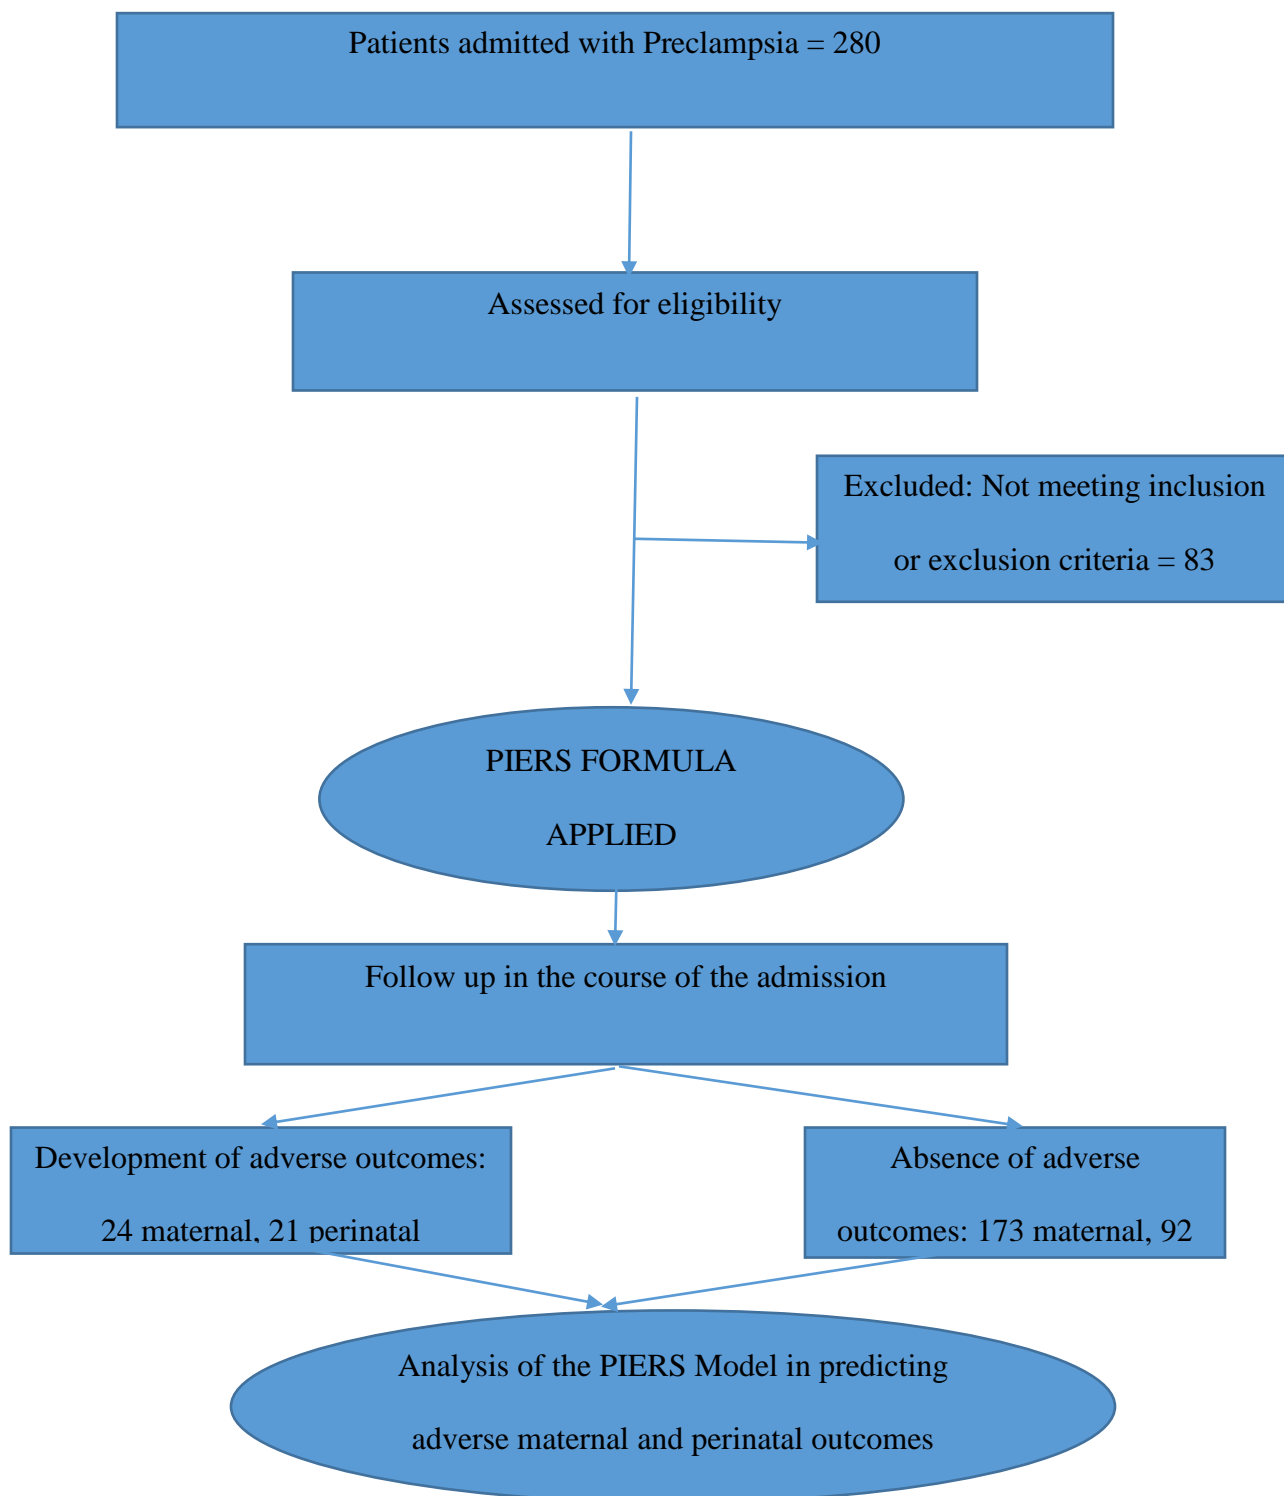 Patients admitted with Preclampsia = 280
Assessed for eligibility
Excluded: Not meeting inclusion
or exclusion criteria = 83
PIERS FORMULA
APPLIED
Follow up in the course of the admission
Development of adverse outcomes:
24 maternal, 21 perinatal
Absence of adverse
outcomes: 173 maternal, 92
Analysis of the PIERS Model in predicting
adverse maternal and perinatal outcomes